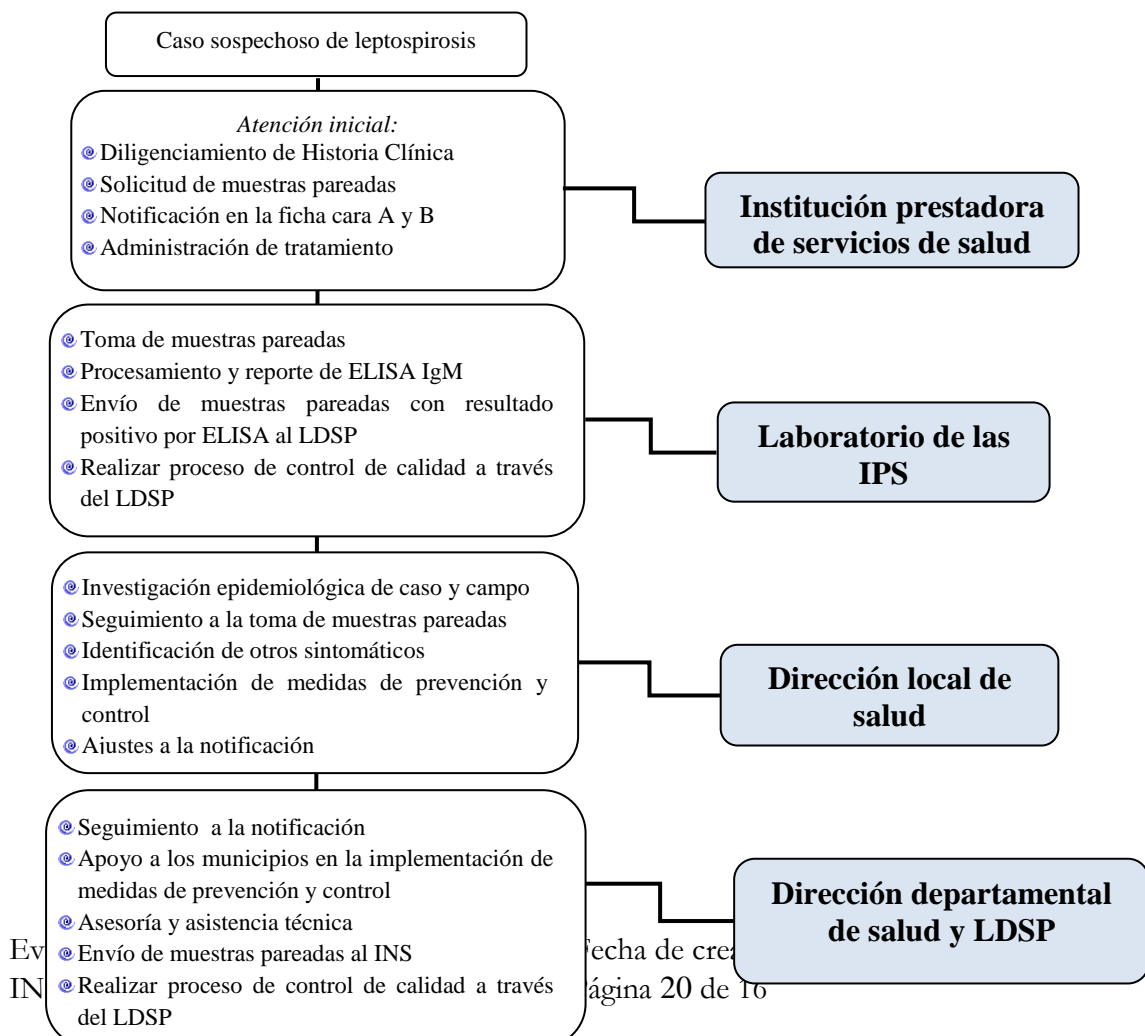 Caso sospechoso de leptospirosis
Atención inicial:
Diligenciamiento de Historia Clínica
Solicitud de muestras pareadas
Notificación en la ficha cara A y B
Administración de tratamiento
Institución prestadora
de servicios de salud
Toma de muestras pareadas
Procesamiento y reporte de ELISA IgM
Envío de muestras pareadas con resultado
positivo por ELISA al LDSP
Realizar proceso de control de calidad a través
del LDSP
Laboratorio de las
IPS
Investigación epidemiológica de caso y campo
Seguimiento a la toma de muestras pareadas
Identificación de otros sintomáticos
Implementación de medidas de prevención y
control
Ajustes a la notificación
Dirección local de
salud
Seguimiento a la notificación
Apoyo a los municipios en la implementación de
medidas de prevención y control
Asesoría y asistencia técnica
Envío de muestras pareadas al INS
Realizar proceso de control de calidad a través
del LDSP
Dirección departamental
de salud y LDSP
Fecha de
Página 20 de 16